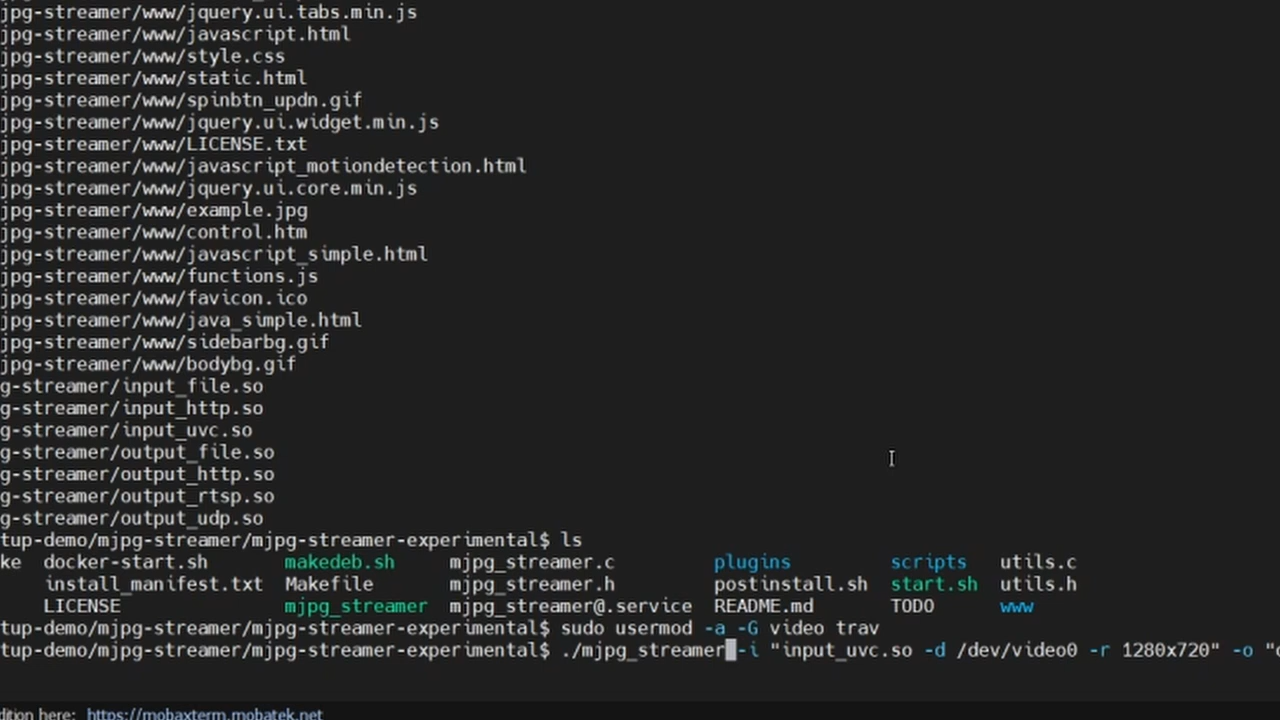 jpg-streamer/www/jquery.ui.tabs.min.js
jpg-streamer/www/javascript.html
jpg-streamer/www/style.css
jpg-streamer/www/static.html
jpg-streamer/www/spinbtn_updn.gif
jpg-streamer/www/jquery.ui.widget.min.js
jpg-streamer/www/LICENSE.txt
jpg-streamer/www/javascript_motiondetection.html
jpg-streamer/www/jquery.ui.core.min.js
jpg-streamer/www/example.jpg
jpg-streamer/www/control.htm
jpg-streamer/www/javascript_simple.html
jpg-streamer/www/functions.js
jpg-streamer/www/favicon.ico
jpg-streamer/www/java_simple.html
jpg-streamer/www/sidebarbg.gif
jpg-streamer/www/bodybg.gif
g-streamer/input_file.so
g-streamer/input_http.so
g-streamer/input_uvc.so
g-streamer/output_file.so
g-streamer/output_http.so
g-streamer/output_rtsp.so
g-streamer/output_udp.so
tup-demo/mjpg-streamer/mjpg-streamer-experimental$ ls
ke docker-start.sh makedeb.sh mjpg_streamer.c plugins scripts utils.c
install_manifest.txt Makefile mjpg_streamer.h postinstall.sh start.sh utils.h
LICENSE mjpg_streamer mjpg_streamer@.service README.md TODO www
tup-demo/mjpg-streamer/mjpg-streamer-experimental$ sudo usermod -a -G video trav
tup-demo/mjpg-streamer/mjpg-streamer-experimental$ ./mjpg_streamer -i "input_uvc.so -d /dev/video0 -r 1280x720" -o "
dition here: https://mobaxterm.mobatek.net